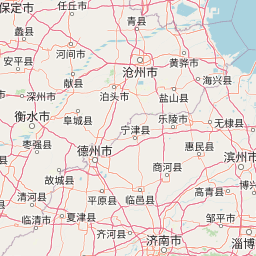 保定市
任丘市
蠡县
青县
河间市
沧州市
黄骅市
安平县
献县
海兴县
深州市
泊头市
盐山县
衡水市
阜城县
乐陵市
无棣县
宁津县
枣强县
德州市
惠民县
滨州市
商河县
故城县
清河县
平原县
临邑县
高青县
临清市
夏津县
邹平市
齐河县
济南市
淄博